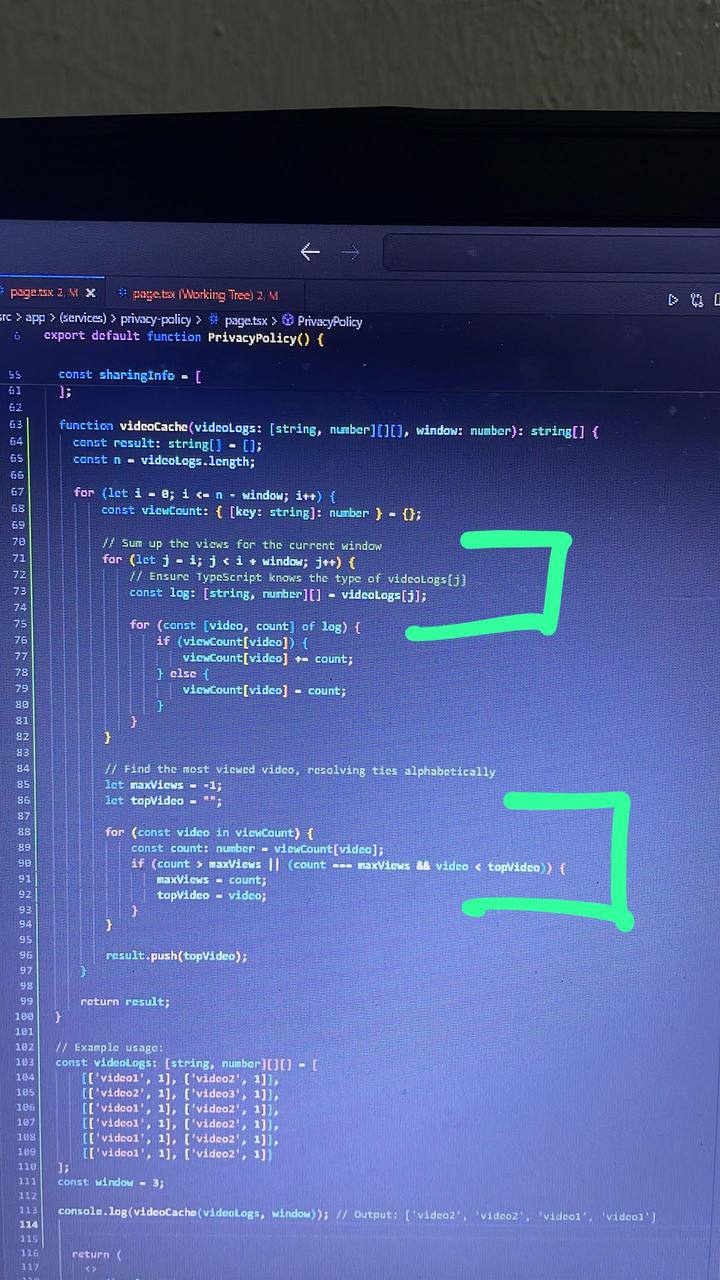 page.tsx 2, M
page.tsx (Working Tree) 2, M
src > app > (services) > privacy-policy > page.tsx > PrivacyPolicy
6 export default function PrivacyPolicy() {
55 const sharingInfo = [
61 ];
62
63 function videoCache(videoLogs: [string, number][][], window: number): string[] {
64 const result: string[] = [];
65 const n = videoLogs.length;
66
67 for (let i = 0; i <= n - window; i++) {
68 const viewCount: { [key: string]: number } = {};
69
70 // Sum up the views for the current window
71 for (let j = i; j < i + window; j++) {
72 // Ensure TypeScript knows the type of videoLogs[j]
73 const log: [string, number][] = videoLogs[j];
74
75 for (const [video, count] of log) {
76 if (viewCount[video]) {
77 viewCount[video] += count;
78 } else {
79 viewCount[video] = count;
80 }
81 }
82 }
83
84 // Find the most viewed video, resolving ties alphabetically
85 let maxViews = -1;
86 let topVideo = "";
87
88 for (const video in viewCount) {
89 const count: number = viewCount[video];
90 if (count > maxViews || (count === maxViews && video < topVideo)) {
91 maxViews = count;
92 topVideo = video;
93 }
94 }
95
96 result.push(topVideo);
97 }
98
99 return result;
100 }
101
102 // Example usage:
103 const videoLogs: [string, number][][] = [
104 [['video1', 1], ['video2', 1]],
105 [['video2', 1], ['video3', 1]],
106 [['video1', 1], ['video2', 1]],
107 [['video1', 1], ['video2', 1]],
108 [['video1', 1], ['video2', 1]],
109 [['video1', 1], ['video2', 1]]
110 ];
111 const window = 3;
112
113 console.log(videoCache(videoLogs, window)); // Output: ['video2', 'video2', 'video1', 'video1']
114
115
116 return (
117 <>